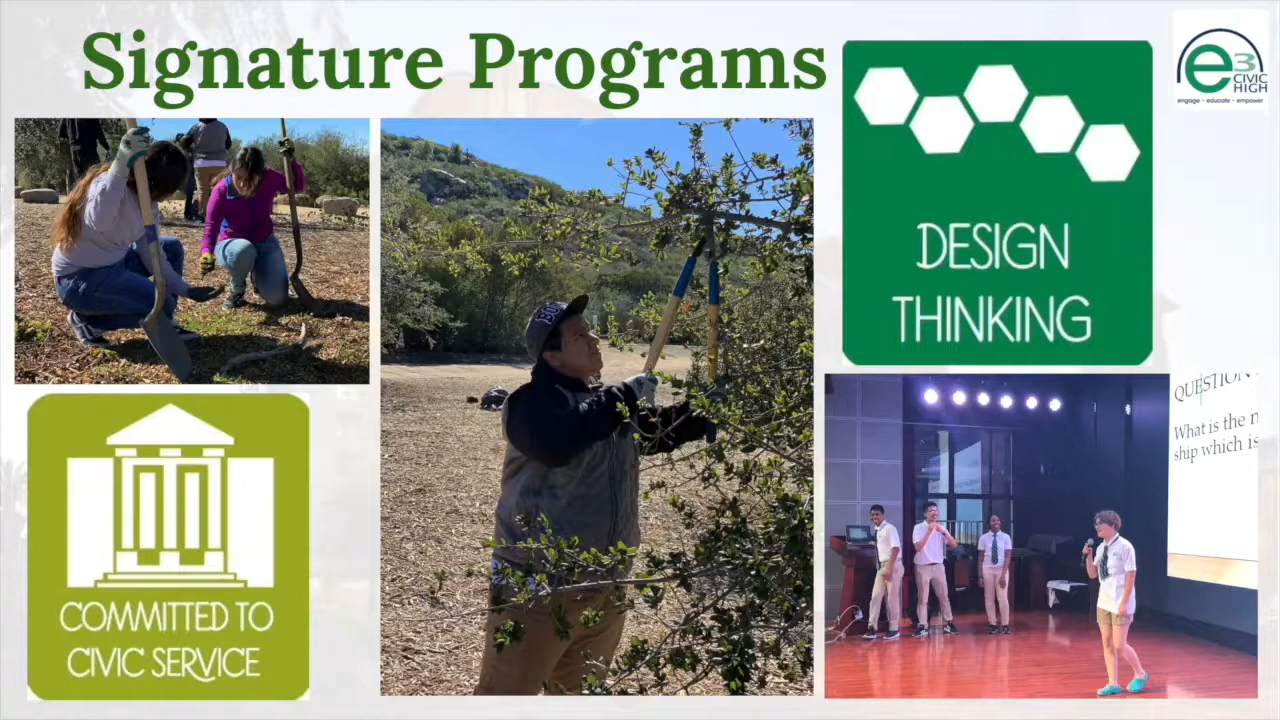 Signature Programs
e3
CIVIC
HIGH
engage - educate - empower
DESIGN
THINKING
COMMITTED TO
CIVIC SERVICE
QUESTION
What is the
ship which is